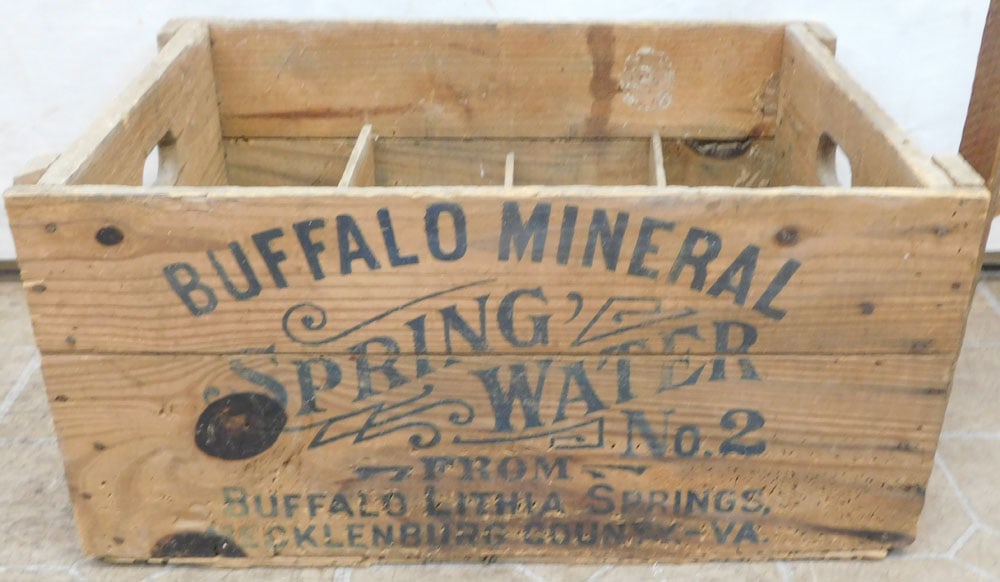 BUFFALO MINERAL
SPRING
WATER
No. 2
FROM
BUFFALO LITHIA SPRINGS,
MECKLENBURG COUNTY-VA.